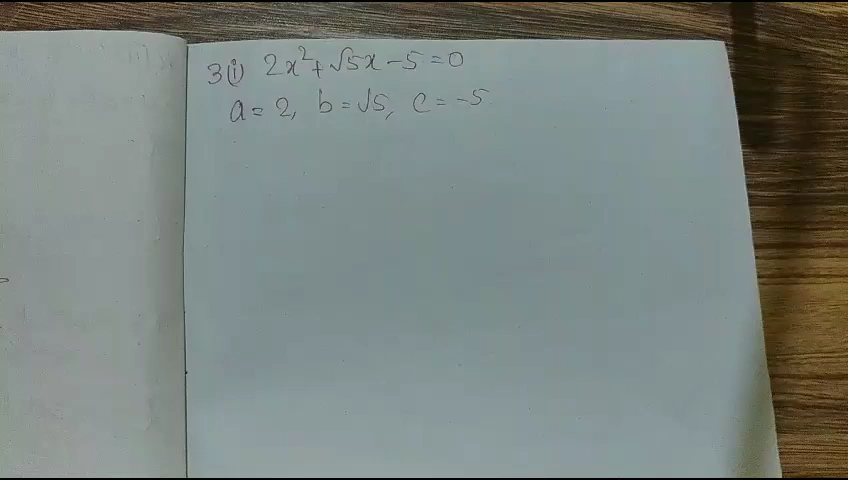 3(i) 2x²+√5x-5=0
a=2, b=√5, c=-5